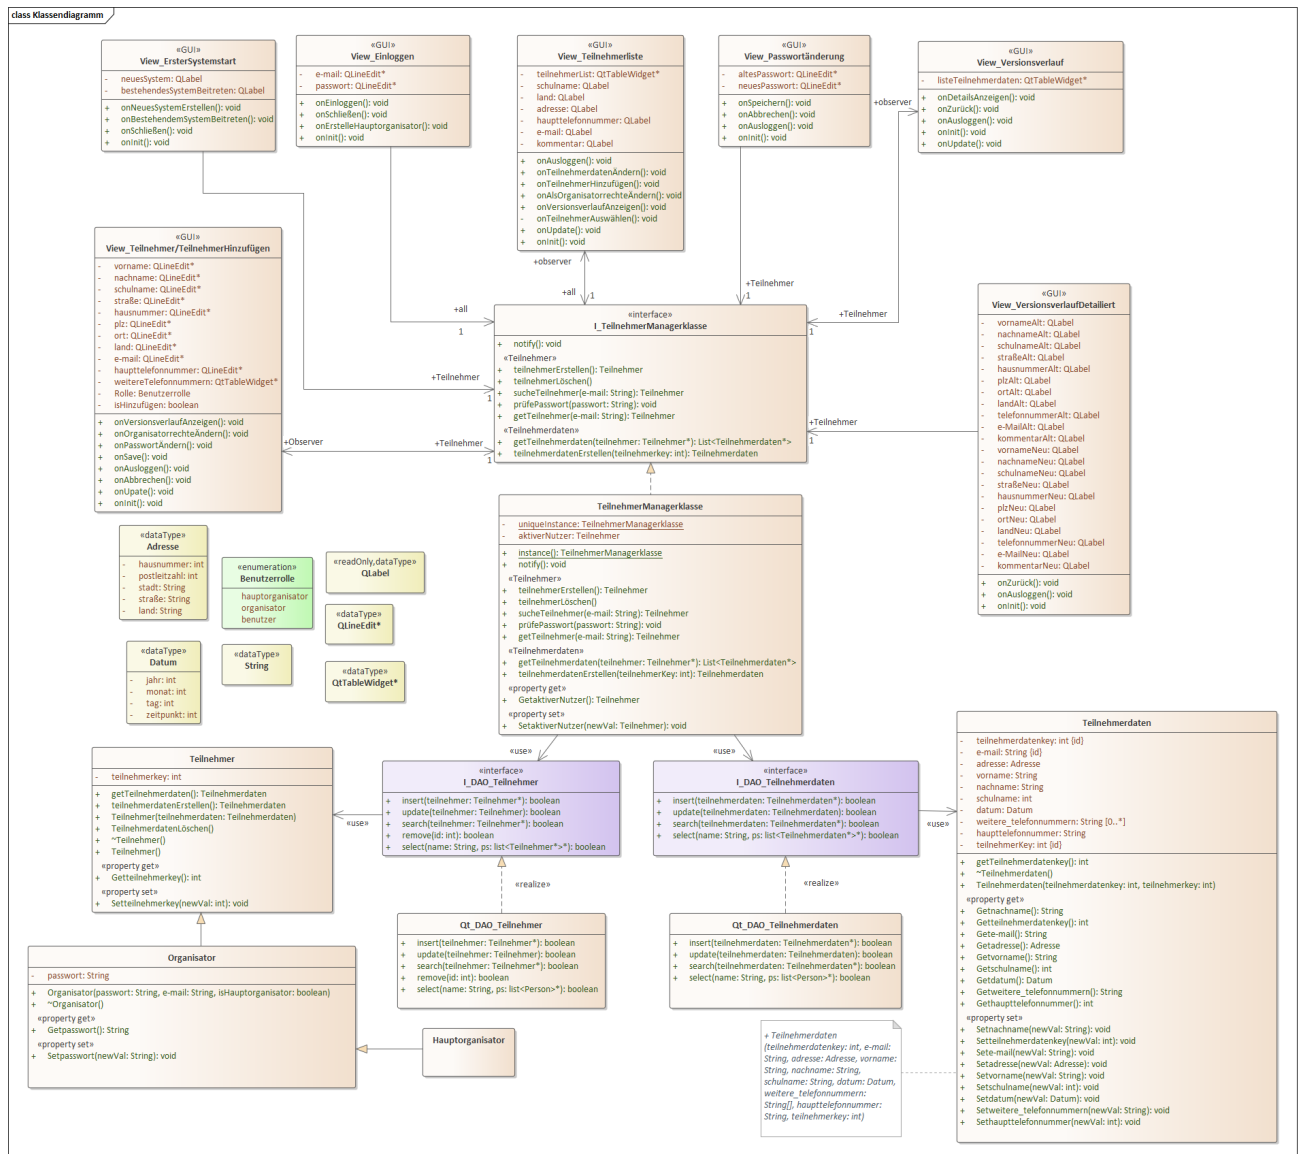 class Klassendiagramm
«GUI»
View_ErsterSystemstart
- neuesSystem: QLabel
- bestehendesSystemBeitreten: QLabel
+ onNeuesSystemErstellen(): void
+ onBestehendemSystemBeitreten(): void
+ onSchließen(): void
+ onInit(): void
«GUI»
View_Einloggen
- e-mail: QLineEdit*
- passwort: QLineEdit*
+ onEinloggen(): void
+ onSchließen(): void
+ onErstelleHauptorganisator(): void
+ onInit(): void
«GUI»
View_Teilnehmerliste
- teilnehmerList: QtTableWidget*
- schulname: QLabel
- land: QLabel
- adresse: QLabel
- haupttelefonnummer: QLabel
- e-mail: QLabel
- kommentar: QLabel
+ onAusloggen(): void
+ onTeilnehmerdatenÄndern(): void
+ onTeilnehmerHinzufügen(): void
+ onAlsOrganisatorrechteÄndern(): void
+ onVersionsverlaufAnzeigen(): void
- onTeilnehmerAuswählen(): void
+ onUpdate(): void
+ onInit(): void
«GUI»
View_Passwortänderung
- altesPasswort: QLineEdit*
- neuesPasswort: QLineEdit*
+ onSpeichern(): void
+ onAbbrechen(): void
+ onAusloggen(): void
+ onInit(): void
«GUI»
View_Versionsverlauf
- listeTeilnehmerdaten: QtTableWidget*
+ onDetailsAnzeigen(): void
+ onZurück(): void
+ onAusloggen(): void
+ onInit(): void
+ onUpdate(): void
+observer
«GUI»
View_Teilnehmer/TeilnehmerHinzufügen
- vorname: QLineEdit*
- nachname: QLineEdit*
- schulname: QLineEdit*
- straße: QLineEdit*
- hausnummer: QLineEdit*
- plz: QLineEdit*
- ort: QLineEdit*
- land: QLineEdit*
- e-mail: QLineEdit*
- haupttelefonnummer: QLineEdit*
- weitereTelefonnummern: QtTableWidget*
- Rolle: Benutzerrolle
- isHinzufügen: boolean
+ onVersionsverlaufAnzeigen(): void
+ onOrganisatorrechteÄndern(): void
+ onPasswortÄndern(): void
+ onSave(): void
+ onAusloggen(): void
+ onAbbrechen(): void
+ onUpate(): void
+ onInit(): void
+observer
+all
1
+all
1
+Teilnehmer
1
+Teilnehmer
1
+Teilnehmer
1
+Observer
+Teilnehmer
1
+Teilnehmer
1
«interface»
I_TeilnehmerManagerklasse
+ notify(): void
«Teilnehmer»
+ teilnehmerErstellen(): Teilnehmer
+ teilnehmerLöschen()
+ sucheTeilnehmer(e-mail: String): Teilnehmer
+ prüfePasswort(passwort: String): void
+ getTeilnehmer(e-mail: String): Teilnehmer
«Teilnehmerdaten»
+ getTeilnehmerdaten(teilnehmer: Teilnehmer*): List<Teilnehmerdaten*>
+ teilnehmerdatenErstellen(teilnehmerkey: int): Teilnehmerdaten
«GUI»
View_VersionsverlaufDetailiert
- vornameAlt: QLabel
- nachnameAlt: QLabel
- schulnameAlt: QLabel
- straßeAlt: QLabel
- hausnummerAlt: QLabel
- plzAlt: QLabel
- ortAlt: QLabel
- landAlt: QLabel
- telefonnummerAlt: QLabel
- e-MailAlt: QLabel
- kommentarAlt: QLabel
- vornameNeu: QLabel
- nachnameNeu: QLabel
- schulnameNeu: QLabel
- straßeNeu: QLabel
- hausnummerNeu: QLabel
- plzNeu: QLabel
- ortNeu: QLabel
- landNeu: QLabel
- telefonnummerNeu: QLabel
- e-MailNeu: QLabel
- kommentarNeu: QLabel
+ onZurück(): void
+ onAusloggen(): void
+ onInit(): void
TeilnehmerManagerklasse
- uniqueInstance: TeilnehmerManagerklasse
- aktiverNutzer: Teilnehmer
+ instance(): TeilnehmerManagerklasse
+ notify(): void
«Teilnehmer»
+ teilnehmerErstellen(): Teilnehmer
+ teilnehmerLöschen()
+ sucheTeilnehmer(e-mail: String): Teilnehmer
+ prüfePasswort(passwort: String): void
+ getTeilnehmer(e-mail: String): Teilnehmer
«Teilnehmerdaten»
+ getTeilnehmerdaten(teilnehmer: Teilnehmer*): List<Teilnehmerdaten*>
+ teilnehmerdatenErstellen(teilnehmerKey: int): Teilnehmerdaten
«property get»
+ GetaktiverNutzer(): Teilnehmer
«property set»
+ SetaktiverNutzer(newVal: Teilnehmer): void
«dataType»
Adresse
- hausnummer: int
- postleitzahl: int
- stadt: String
- straße: String
- land: String
«enumeration»
Benutzerrolle
hauptorganisator
organisator
benutzer
«readOnly,dataType»
QLabel
«dataType»
QLineEdit*
«dataType»
Datum
- jahr: int
- monat: int
- tag: int
- zeitpunkt: int
«dataType»
String
«dataType»
QtTableWidget*
Teilnehmer
- teilnehmerkey: int
+ getTeilnehmerdaten(): Teilnehmerdaten
+ teilnehmerdatenErstellen(): Teilnehmerdaten
+ Teilnehmer(teilnehmerdaten: Teilnehmerdaten)
+ TeilnehmerdatenLöschen()
+ ~Teilnehmer()
+ Teilnehmer()
«property get»
+ Getteilnehmerkey(): int
«property set»
+ Setteilnehmerkey(newVal: int): void
«use»
«use»
«use»
«use»
«interface»
I_DAO_Teilnehmer
+ insert(teilnehmer: Teilnehmer*): boolean
+ update(teilnehmer: Teilnehmer): boolean
+ search(teilnehmer: Teilnehmer*): boolean
+ remove(id: int): boolean
+ select(name: String, ps: list<Teilnehmer*>*): boolean
«interface»
I_DAO_Teilnehmerdaten
+ insert(teilnehmerdaten: Teilnehmerdaten*): boolean
+ update(teilnehmerdaten: Teilnehmerdaten): boolean
+ search(teilnehmerdaten: Teilnehmerdaten*): boolean
+ select(name: String, ps: list<Teilnehmerdaten*>*): boolean
Teilnehmerdaten
- teilnehmerdatenkey: int {id}
- e-mail: String {id}
- adresse: Adresse
- vorname: String
- nachname: String
- schulname: int
- datum: Datum
- weitere_telefonnummern: String [0..*]
- haupttelefonnummer: String
- teilnehmerKey: int {id}
+ getTeilnehmerdatenkey(): int
+ ~Teilnehmerdaten()
+ Teilnehmerdaten(teilnehmerdatenkey: int, teilnehmerkey: int)
«property get»
+ Getnachname(): String
+ Getteilnehmerdatenkey(): int
+ Gete-mail(): String
+ Getadresse(): Adresse
+ Getvorname(): String
+ Getschulname(): int
+ Getdatum(): Datum
+ Getweitere_telefonnummern(): String
+ Gethaupttelefonnummer(): int
«property set»
+ Setnachname(newVal: String): void
+ Setteilnehmerdatenkey(newVal: int): void
+ Sete-mail(newVal: String): void
+ Setadresse(newVal: Adresse): void
+ Setvorname(newVal: String): void
+ Setschulname(newVal: int): void
+ Setdatum(newVal: Datum): void
+ Setweitere_telefonnummern(newVal: String): void
+ Sethaupttelefonnummer(newVal: int): void
«realize»
«realize»
Qt_DAO_Teilnehmer
+ insert(teilnehmer: Teilnehmer*): boolean
+ update(teilnehmer: Teilnehmer): boolean
+ search(teilnehmer: Teilnehmer*): boolean
+ remove(id: int): boolean
+ select(name: String, ps: list<Person>*): boolean
Qt_DAO_Teilnehmerdaten
+ insert(teilnehmerdaten: Teilnehmerdaten*): boolean
+ update(teilnehmerdaten: Teilnehmerdaten): boolean
+ search(teilnehmerdaten: Teilnehmerdaten*): boolean
+ select(name: String, ps: list<Person>*): boolean
Organisator
- passwort: String
+ Organisator(passwort: String, e-mail: String, isHauptorganisator: boolean)
+ ~Organisator()
«property get»
+ Getpasswort(): String
«property set»
+ Setpasswort(newVal: String): void
Hauptorganisator
+ Teilnehmerdaten
(teilnehmerdatenkey: int, e-mail:
String, adresse: Adresse, vorname:
String, nachname: String,
schulname: String, datum: Datum,
weitere_telefonnummern:
String[], haupttelefonnummer:
String, teilnehmerkey: int)